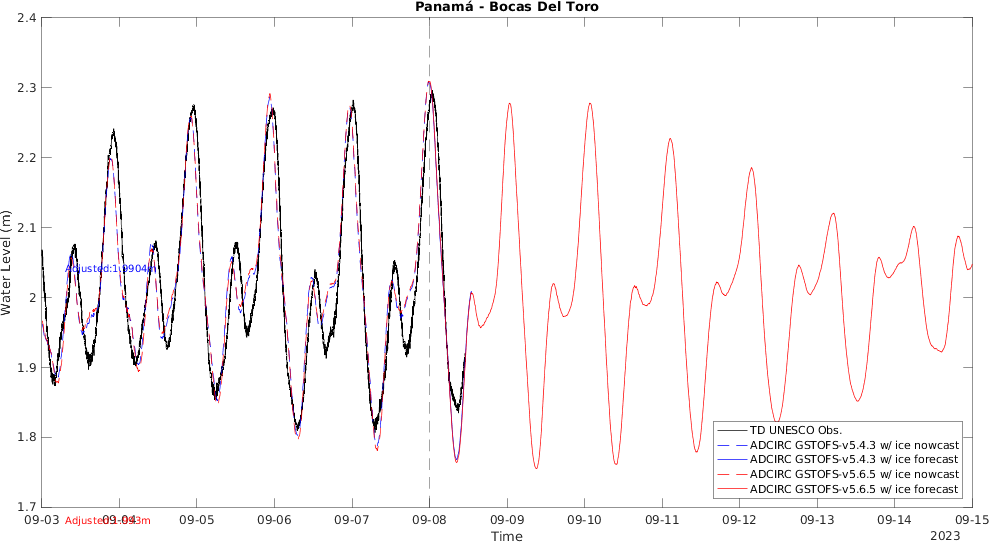 Panamá - Bocas Del Toro
2.4
2.3
2.2
2.1
2
1.9
1.8
1.7
Water Level (m)
Adjusted:1.9904m
TD UNESCO Obs.
ADCIRC GSTOFS-v5.4.3 w/ ice nowcast
ADCIRC GSTOFS-v5.4.3 w/ ice forecast
ADCIRC GSTOFS-v5.6.5 w/ ice nowcast
ADCIRC GSTOFS-v5.6.5 w/ ice forecast
09-03 09-04 09-05 09-06 09-07 09-08 09-09 09-10 09-11 09-12 09-13 09-14 09-15
Time
2023